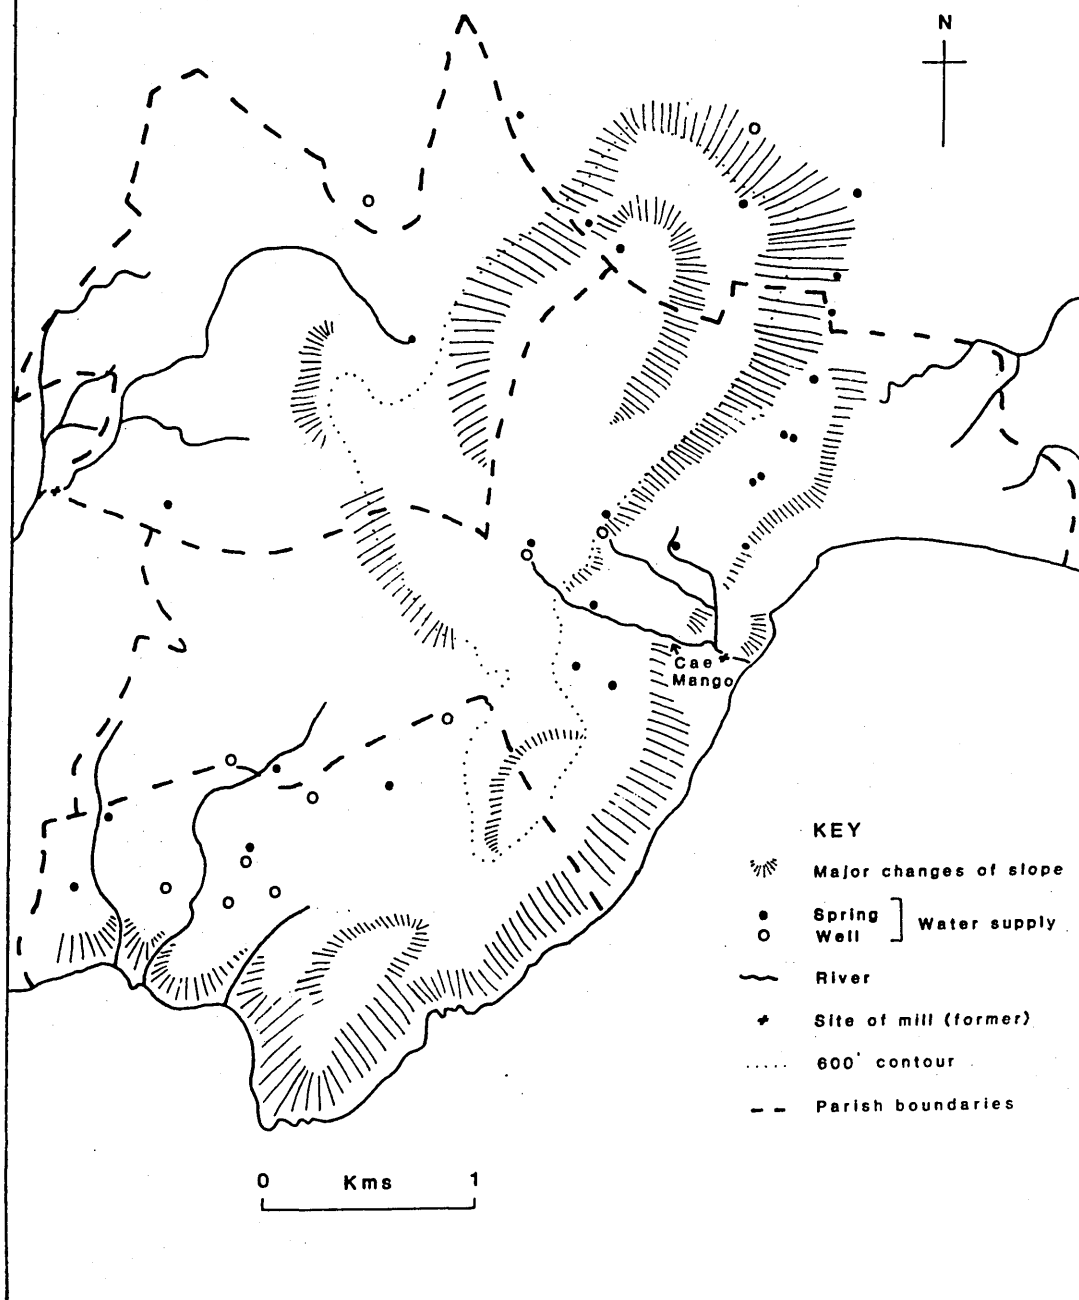 N
Cae
Mango
KEY
Major changes of slope
Spring
Well
Water supply
River
Site of mill (former)
600' contour
Parish boundaries
0 Kms 1